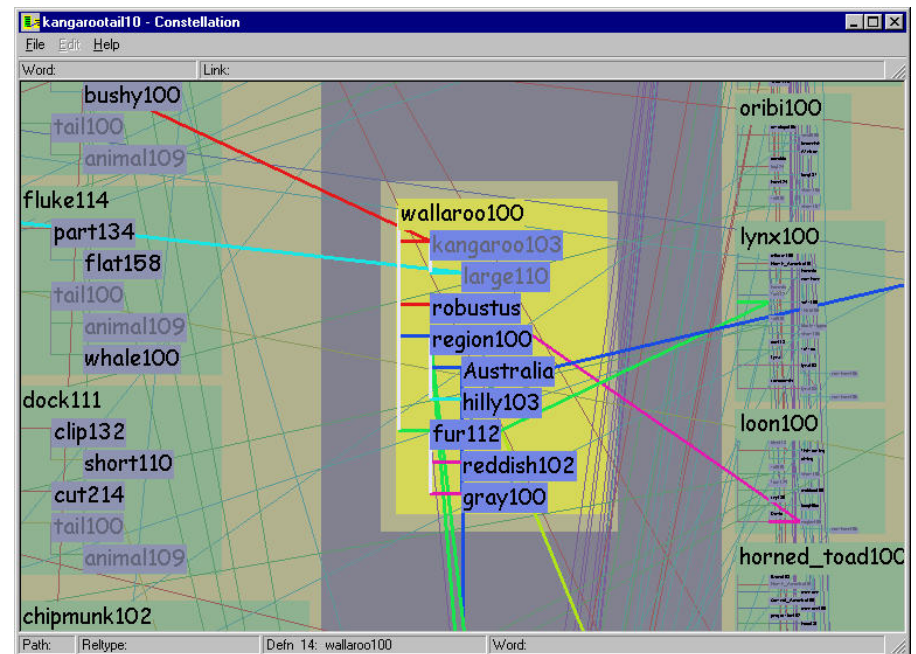 kangarootail10 - Constellation
File Edit Help
Word: Link:
bushy100
tail100
animal109
fluke114
part134
flat158
tail100
animal109
whale100
dock111
clip132
short110
cut214
tail100
animal109
chipmunk102
wallaroo100
kangaroo103
large110
robustus
region100
Australia
hilly103
fur112
reddish102
gray100
oribi100
lynx100
loon100
horned_toad100
Path: Reltype: Defn 14: wallaroo100 Word: